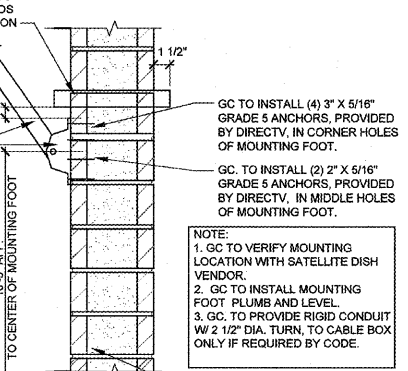 OS
ON
1 1/2"
GC TO INSTALL (4) 3" X 5/16"
GRADE 5 ANCHORS, PROVIDED
BY DIRECTV, IN CORNER HOLES
OF MOUNTING FOOT.
GC. TO INSTALL (2) 2" X 5/16"
GRADE 5 ANCHORS, PROVIDED
BY DIRECTV, IN MIDDLE HOLES
OF MOUNTING FOOT.
TO CENTER OF MOUNTING FOOT
NOTE:
1. GC TO VERIFY MOUNTING
LOCATION WITH SATELLITE DISH
VENDOR.
2. GC TO INSTALL MOUNTING
FOOT PLUMB AND LEVEL.
3. GC. TO PROVIDE RIGID CONDUIT
W/ 2 1/2" DIA. TURN, TO CABLE BOX
ONLY IF REQUIRED BY CODE.